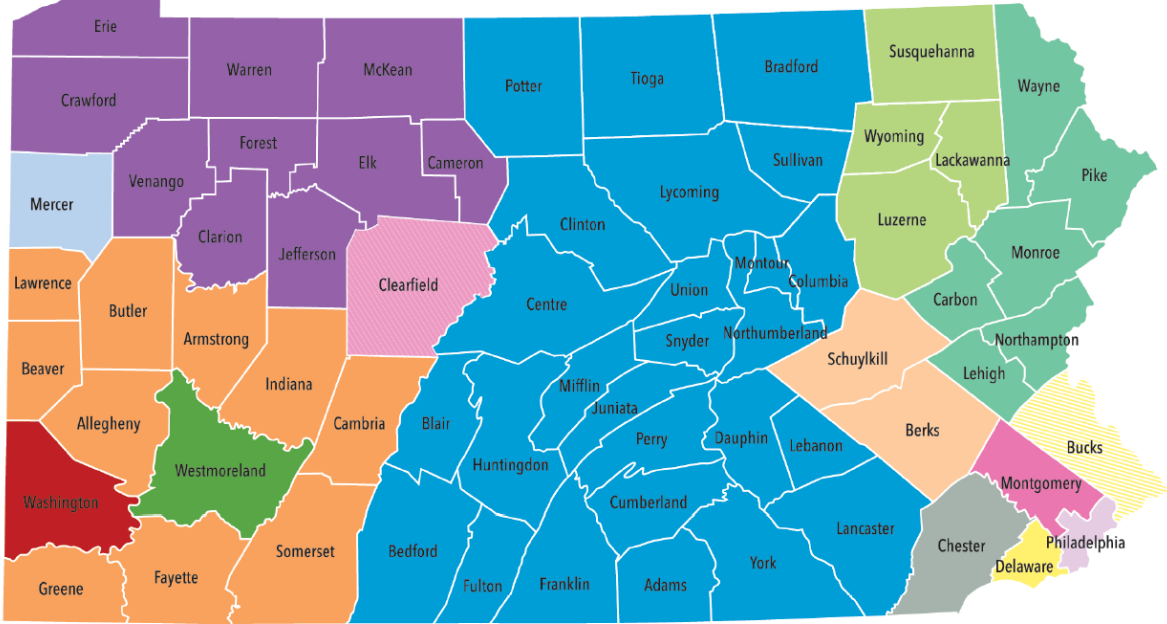 Erie
Warren
McKean
Potter
Tioga
Bradford
Susquehanna
Wayne
Crawford
Forest
Elk
Cameron
Wyoming
Lackawanna
Sullivan
Pike
Mercer
Venango
Lycoming
Clarion
Jefferson
Clinton
Luzerne
Monroe
Lawrence
Butler
Clearfield
Centre
Union
Montour
Columbia
Carbon
Armstrong
Snyder
Northumberland
Northampton
Beaver
Indiana
Schuylkill
Lehigh
Allegheny
Cambria
Blair
Mifflin
Juniata
Perry
Dauphin
Lebanon
Berks
Bucks
Westmoreland
Huntingdon
Montgomery
Washington
Cumberland
Lancaster
Somerset
Bedford
York
Chester
Philadelphia
Delaware
Greene
Fayette
Fulton
Franklin
Adams